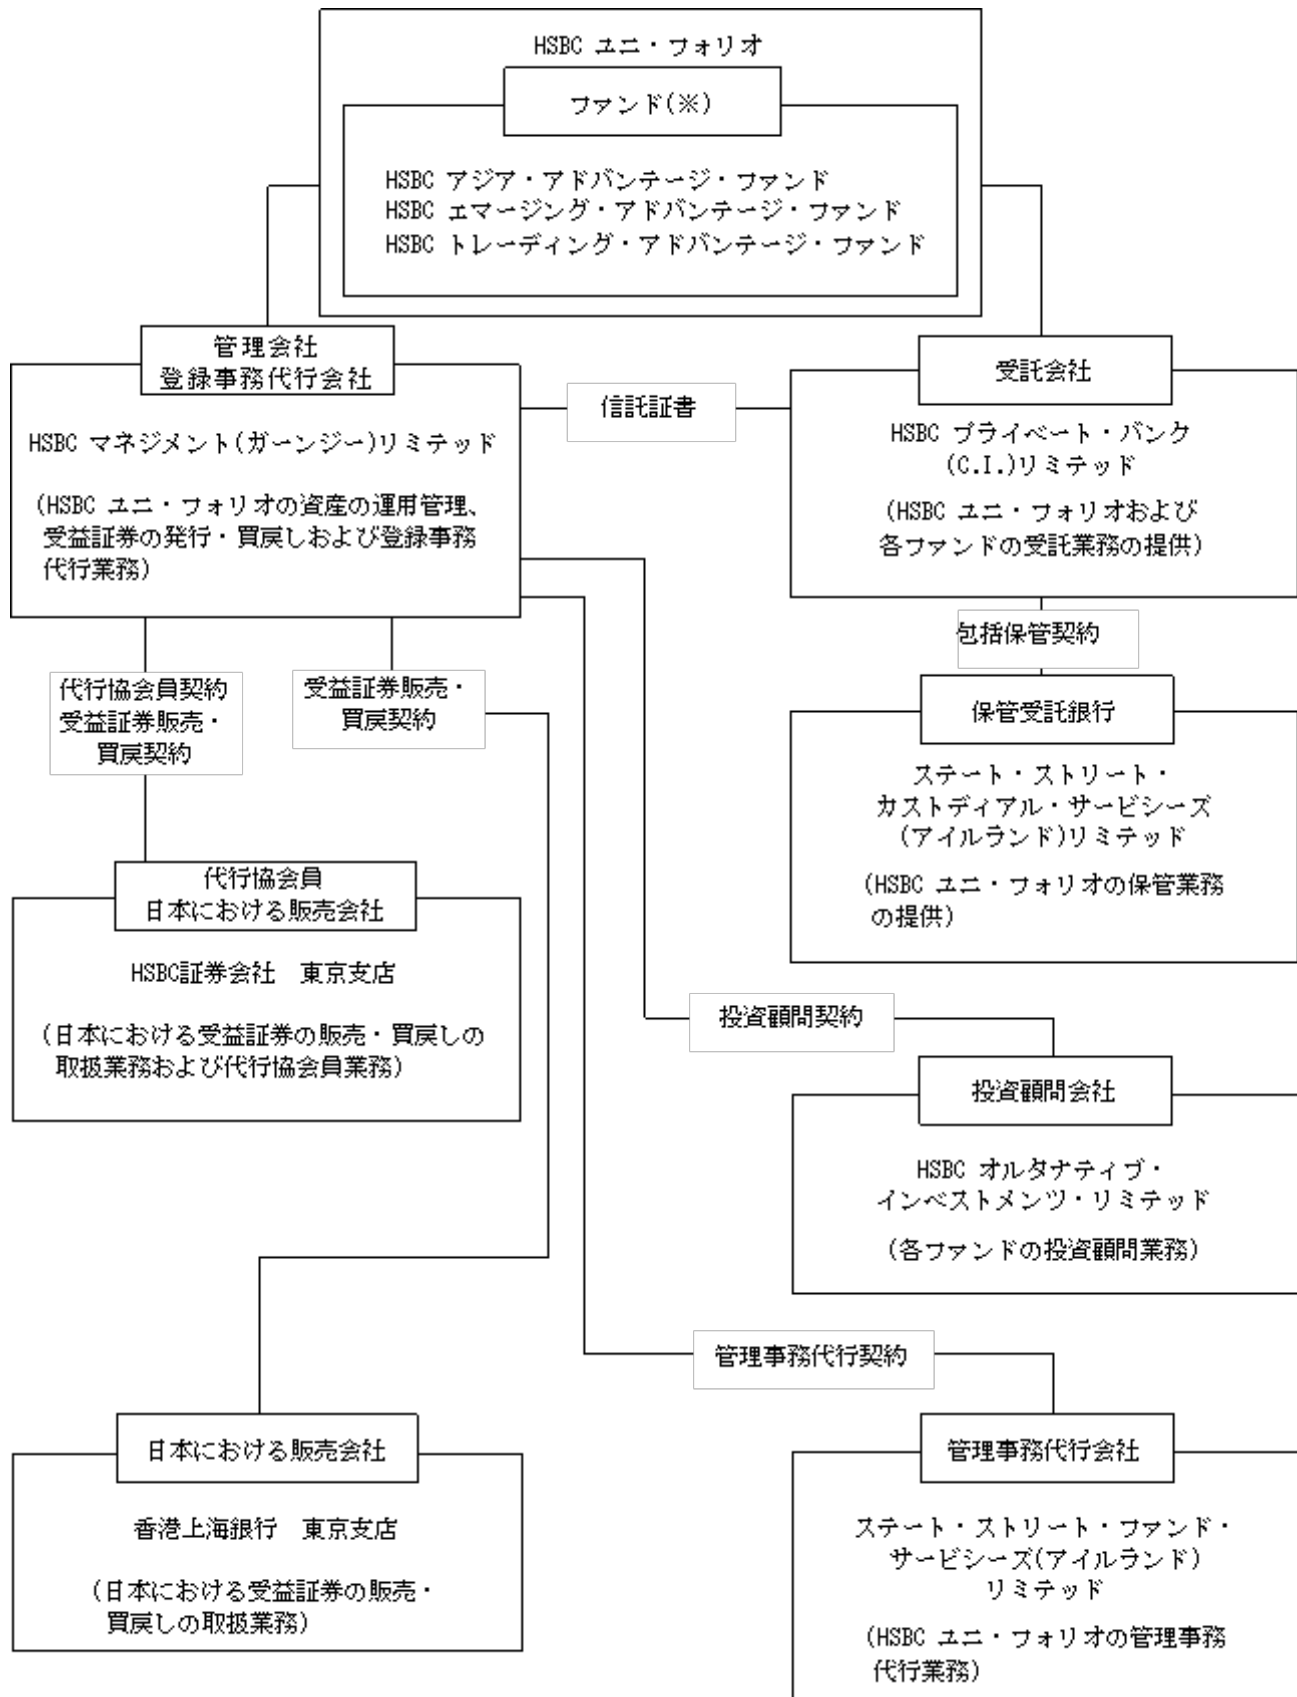 HSBC ユニ・フォリオ
ファンド(※)
HSBC アジア・アドバンテージ・ファンド
HSBC エマージング・アドバンテージ・ファンド
HSBC トレーディング・アドバンテージ・ファンド
管理会社
登録事務代行会社
HSBC マネジメント(ガーンジー)リミテッド
(HSBC ユニ・フォリオの資産の運用管理、
受益証券の発行・買戻しおよび登録事務
代行業務)
信託証書
受託会社
HSBC プライベート・バンク
(C.I.)リミテッド
(HSBC ユニ・フォリオおよび
各ファンドの受託業務の提供)
包括保管契約
代行協会員契約
受益証券販売・
買戻契約
受益証券販売・
買戻契約
保管受託銀行
ステート・ストリート・
カストディアル・サービシーズ
(アイルランド)リミテッド
(HSBC ユニ・フォリオの保管業務
の提供)
代行協会員
日本における販売会社
HSBC証券会社　東京支店
(日本における受益証券の販売・買戻しの
取扱業務および代行協会員業務)
投資顧問契約
投資顧問会社
HSBC オルタナティブ・
インベストメンツ・リミテッド
(各ファンドの投資顧問業務)
管理事務代行契約
日本における販売会社
香港上海銀行　東京支店
(日本における受益証券の販売・
買戻しの取扱業務)
管理事務代行会社
ステート・ストリート・ファンド・
サービシーズ(アイルランド)
リミテッド
(HSBC ユニ・フォリオの管理事務
代行業務)